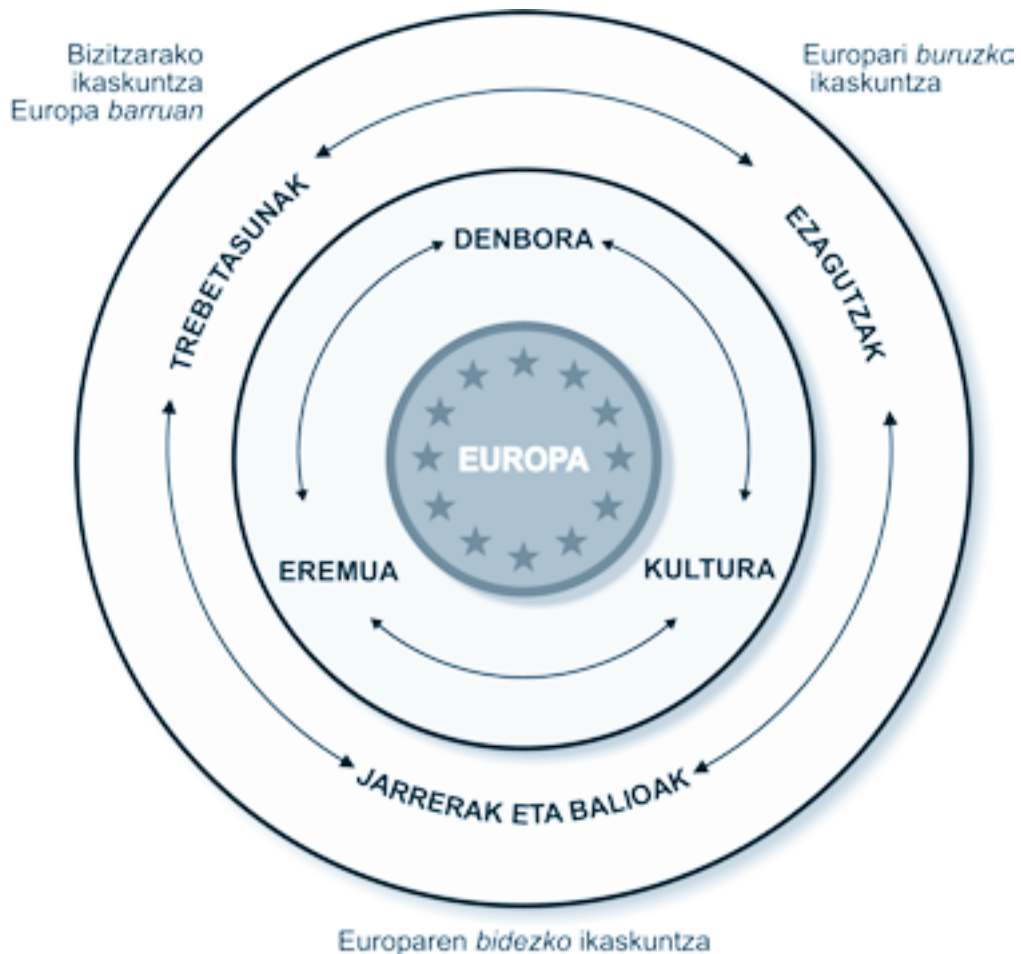 Bizitzarako
ikaskuntza
Europa barruan
Europari buruzko
ikaskuntza
TREBETASUNAK
EZAGUTZAK
DENBORA
EUROPA
EREMUA
KULTURA
JARRERAK ETA BALIOAK
Europaren bidezko ikaskuntza